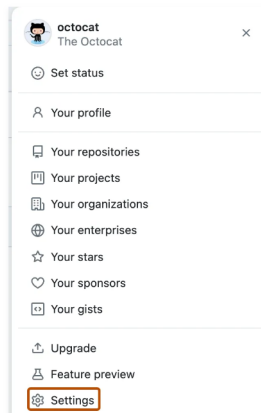 octocat
The Octocat
Set status
Your profile
Your repositories
Your projects
Your organizations
Your enterprises
Your stars
Your sponsors
Your gists
Upgrade
Feature preview
Settings